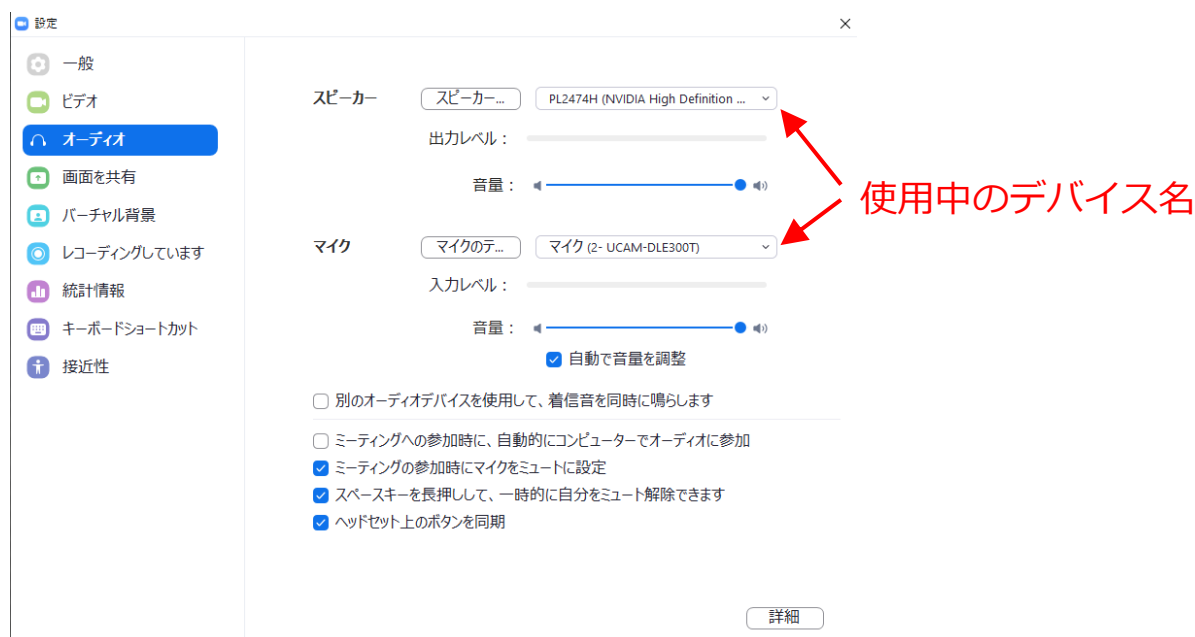 設定
一般
ビデオ
オーディオ
画面を共有
バーチャル背景
レコーディングしています
統計情報
キーボードショートカット
接近性
スピーカー
スピーカー...
PL2474H (NVIDIA High Definition ...
出力レベル：
音量：
マイク
マイクのテ...
マイク (2- UCAM-DLE300T)
入力レベル：
音量：
自動で音量を調整
別のオーディオデバイスを使用して、着信音を同時に鳴らします
ミーティングへの参加時に、自動的にコンピューターでオーディオに参加
ミーティングの参加時にマイクをミュートに設定
スペースキーを長押しして、一時的に自分をミュート解除できます
ヘッドセット上のボタンを同期
詳細
使用中のデバイス名